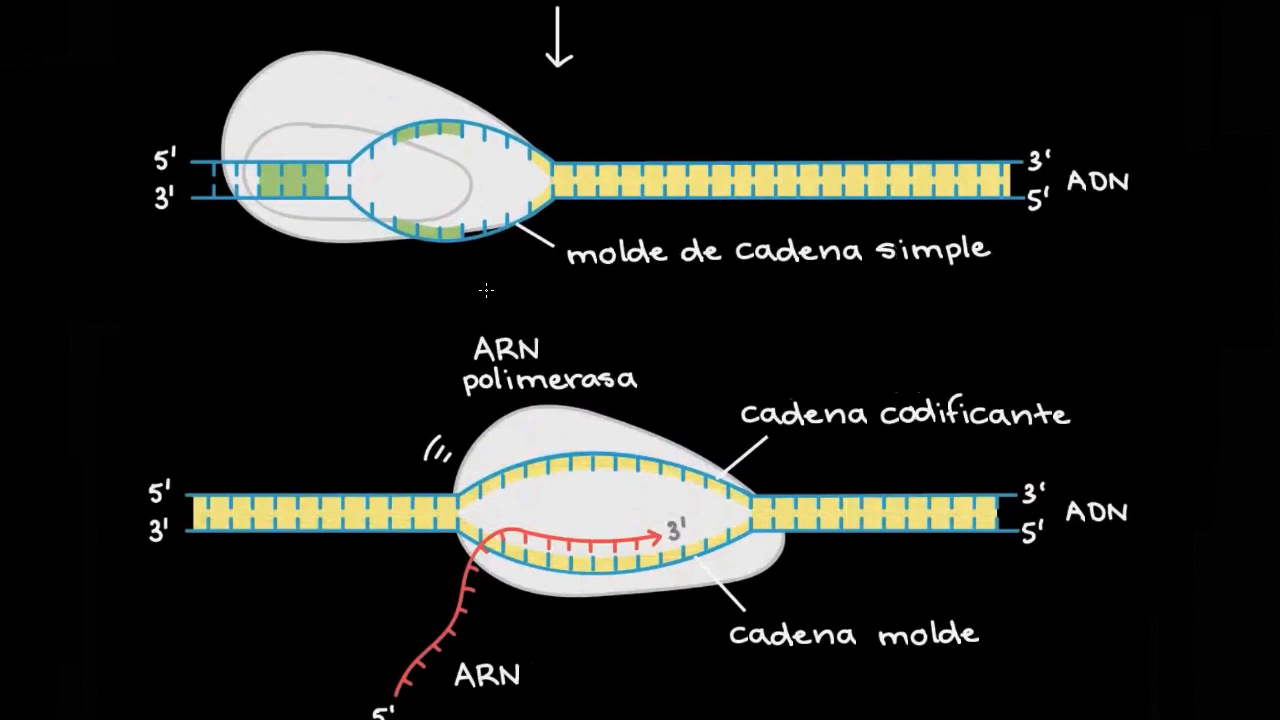 5' 3' ADN
3' 5'
molde de cadena simple
ARN
polimerasa
cadena codificante
5' 3' ADN
3' 5'
3'
cadena molde
ARN
5'